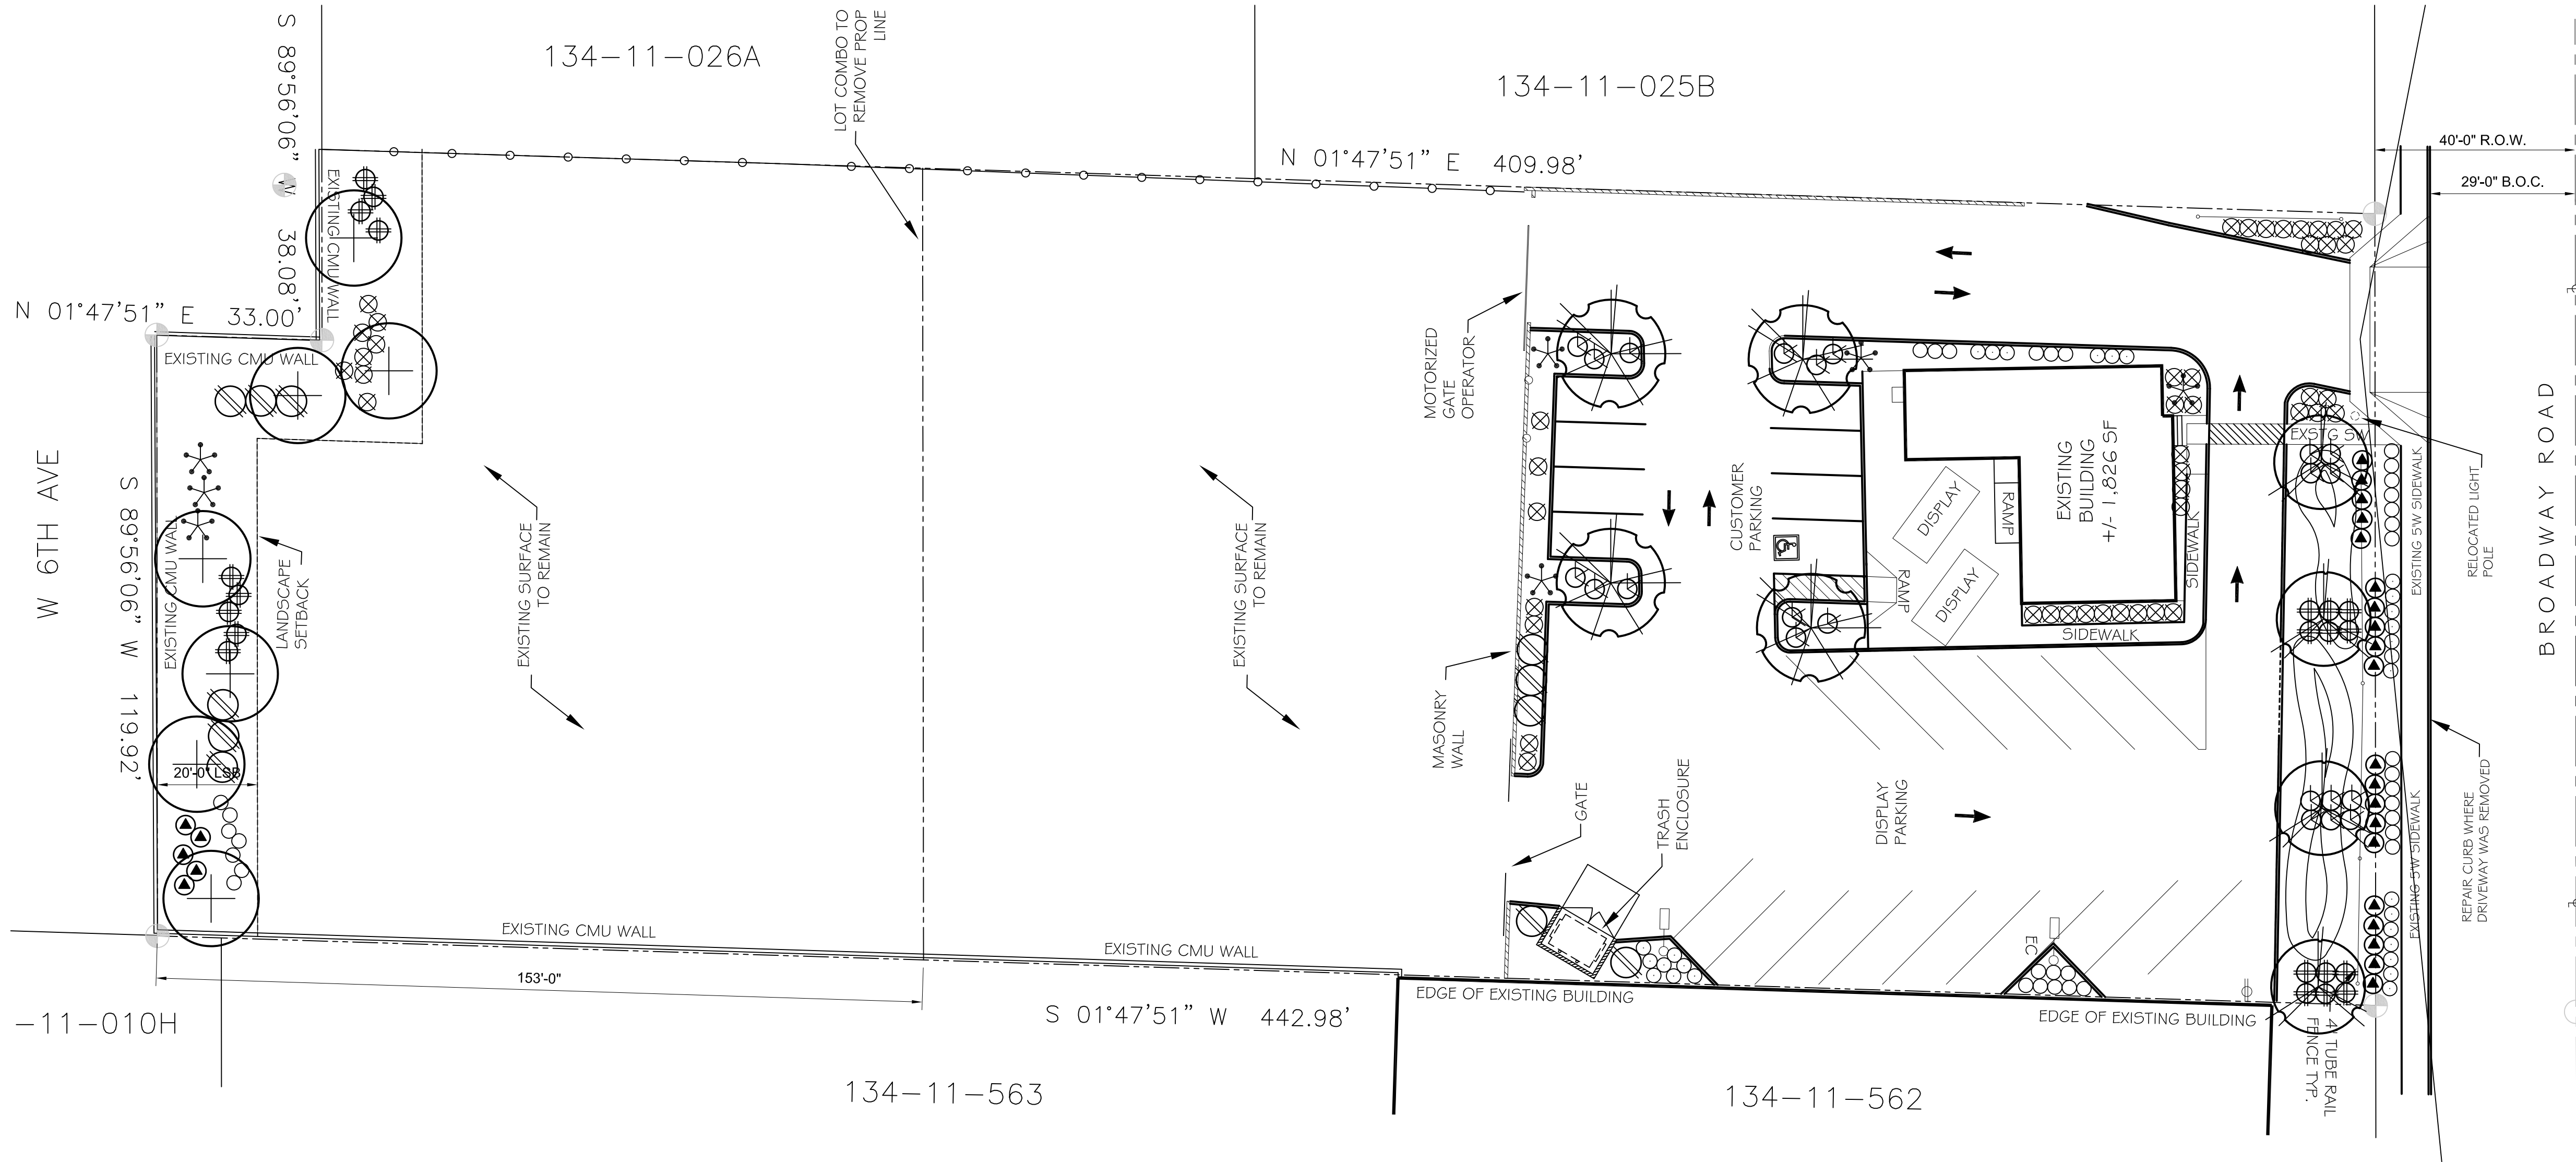 134-11-026A
LOT COMBO TO
REMOVE PROP
LINE
134-11-025B
S 89°56'06" W 38.08'
N 01°47'51" E 409.98'
40'-0" R.O.W.
29'-0" B.O.C.
EXISTING CMU WALL
N 01°47'51" E 33.00'
EXISTING CMU WALL
W 6TH AVE
S 89°56'06" W 119.92'
EXISTING CMU WALL
LANDSCAPE
SETBACK
20'-0" LSB
EXISTING SURFACE
TO REMAIN
EXISTING SURFACE
TO REMAIN
MOTORIZED
GATE
OPERATOR
MASONRY
WALL
CUSTOMER
PARKING
DISPLAY
DISPLAY
RAMP
RAMP
EXISTING
BUILDING
+/- 1,826 SF
SIDEWALK
SIDEWALK
EXSTG SW
EXISTING 5'W SIDEWALK
RELOCATED LIGHT
POLE
BROADWAY ROAD
GATE
TRASH
ENCLOSURE
DISPLAY
PARKING
EXISTING 5'W SIDEWALK
REPAIR CURB WHERE
DRIVEWAY WAS REMOVED
EC
EXISTING CMU WALL
EXISTING CMU WALL
153'-0"
EDGE OF EXISTING BUILDING
EDGE OF EXISTING BUILDING
S 01°47'51" W 442.98'
4' TUBE RAIL
FENCE TYP.
-11-010H
134-11-563
134-11-562